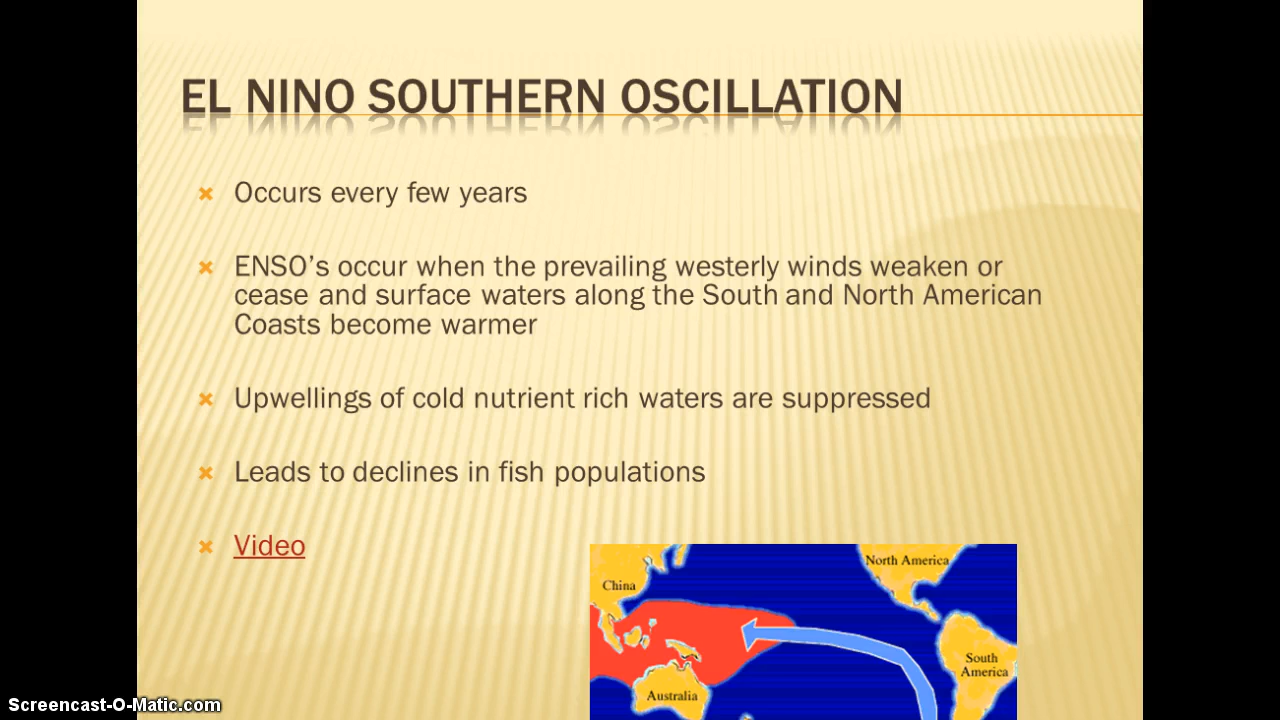 EL NINO SOUTHERN OSCILLATION
Occurs every few years
ENSO's occur when the prevailing westerly winds weaken or
cease and surface waters along the South and North American
Coasts become warmer
Upwellings of cold nutrient rich waters are suppressed
Leads to declines in fish populations
Video
North America
China
South
America
Australia
Screencast-O-Matic.com